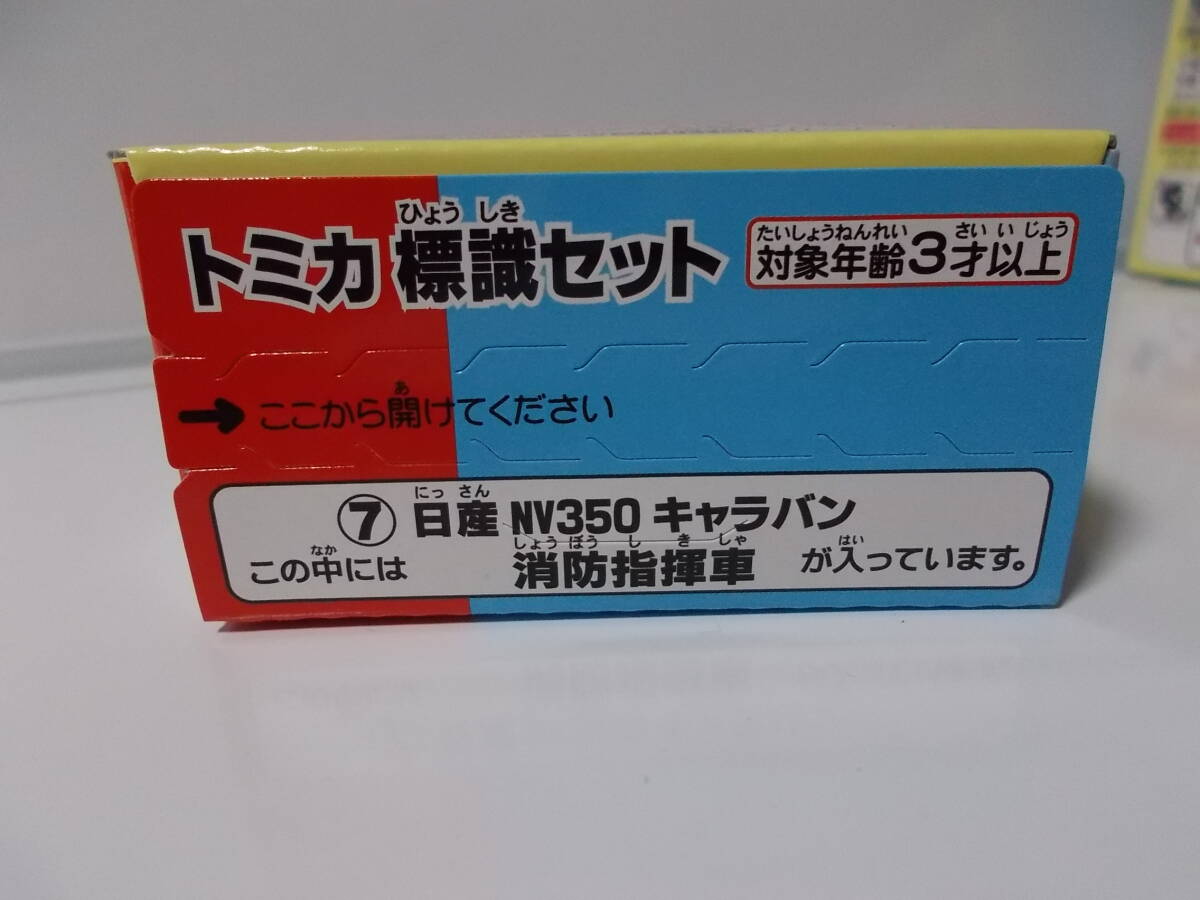 ひょう しき
トミカ 標識セット
たいしょうねんれい さい い じょう
対象年齢3才以上
あ
→ ここから開けてください
にっ さん
⑦ 日産 NV350 キャラバン
なか しょう ぼう し き しゃ はい
この中には 消防指揮車 が入っています。